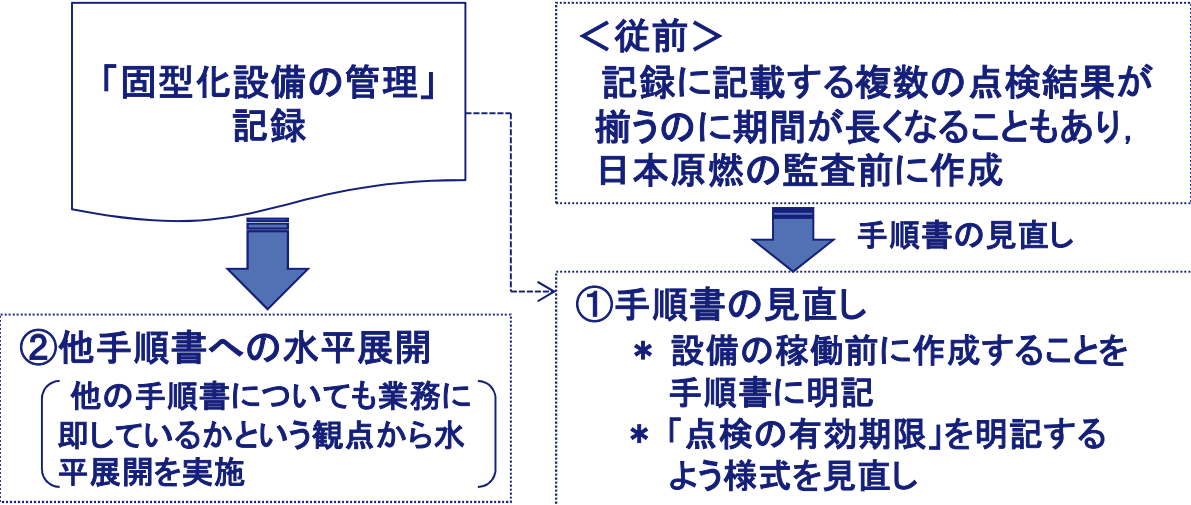 「固型化設備の管理」
記録
＜従前＞
記録に記載する複数の点検結果が
揃うのに期間が長くなることもあり，
日本原燃の監査前に作成
手順書の見直し
①手順書の見直し
＊ 設備の稼働前に作成することを
手順書に明記
＊ 「点検の有効期限」を明記する
よう様式を見直し
②他手順書への水平展開
他の手順書についても業務に
即しているかという観点から水
平展開を実施